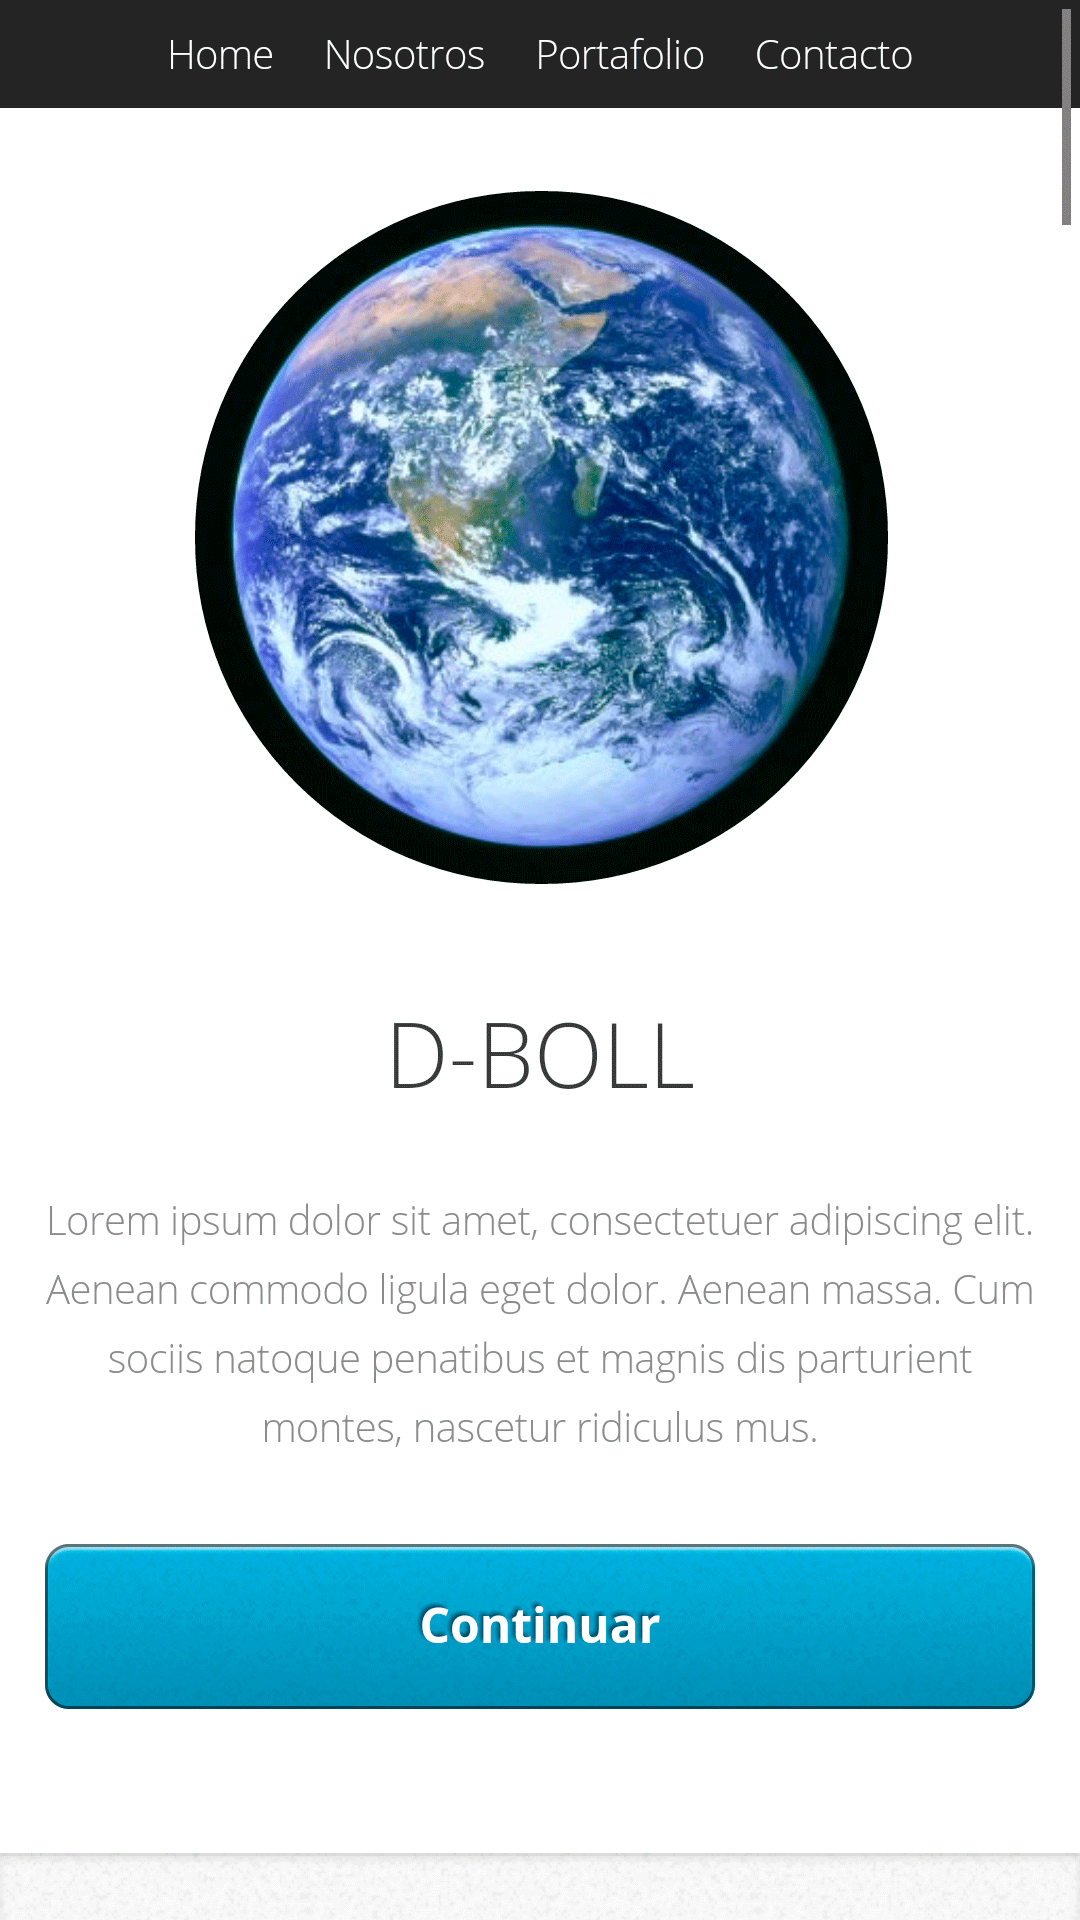 Home Nosotros Portafolio Contacto
D-BOLL
Lorem ipsum dolor sit amet, consectetuer adipiscing elit.
Aenean commodo ligula eget dolor. Aenean massa. Cum
sociis natoque penatibus et magnis dis parturient
montes, nascetur ridiculus mus.
Continuar